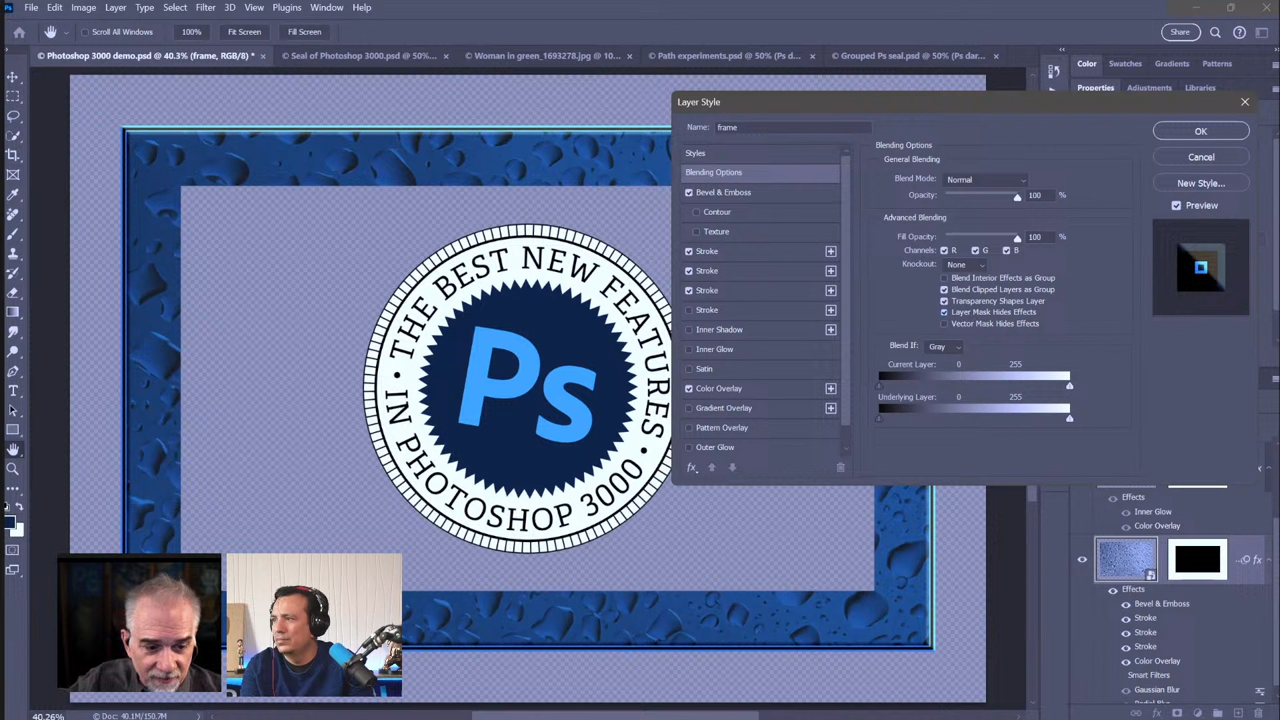 Ps File Edit Image Layer Type Select Filter 3D View Plugins Window Help
Scroll All Windows 100% Fit Screen Fill Screen Share
Photoshop 3000 demo.psd @ 40.3% (frame, RGB/8) * × Seal of Photoshop 3000.psd @ 50%... × Woman in green_1693278.jpg @ 10... × Path experiments.psd @ 50% (Ps d... × Grouped Ps seal.psd @ 50% (Ps dar... ×
Color Swatches Gradients Patterns
Properties Adjustments Libraries
Layer Style
Name: frame
Styles
Blending Options
Bevel & Emboss
Contour
Texture
Stroke
Stroke
Stroke
Stroke
Inner Shadow
Inner Glow
Satin
Color Overlay
Gradient Overlay
Pattern Overlay
Outer Glow
fx
Blending Options
General Blending
Blend Mode: Normal
Opacity: 100 %
Advanced Blending
Fill Opacity: 100 %
Channels: R G B
Knockout: None
Blend Interior Effects as Group
Blend Clipped Layers as Group
Transparency Shapes Layer
Layer Mask Hides Effects
Vector Mask Hides Effects
Blend If: Gray
Current Layer: 0 255
Underlying Layer: 0 255
OK
Cancel
New Style...
Preview
• THE BEST NEW FEATURES •
IN PHOTOSHOP 3000
Ps
Effects
Inner Glow
Color Overlay
fx
Effects
Bevel & Emboss
Stroke
Stroke
Stroke
Color Overlay
Smart Filters
Gaussian Blur
40.26% Doc: 40.1M/150.7M